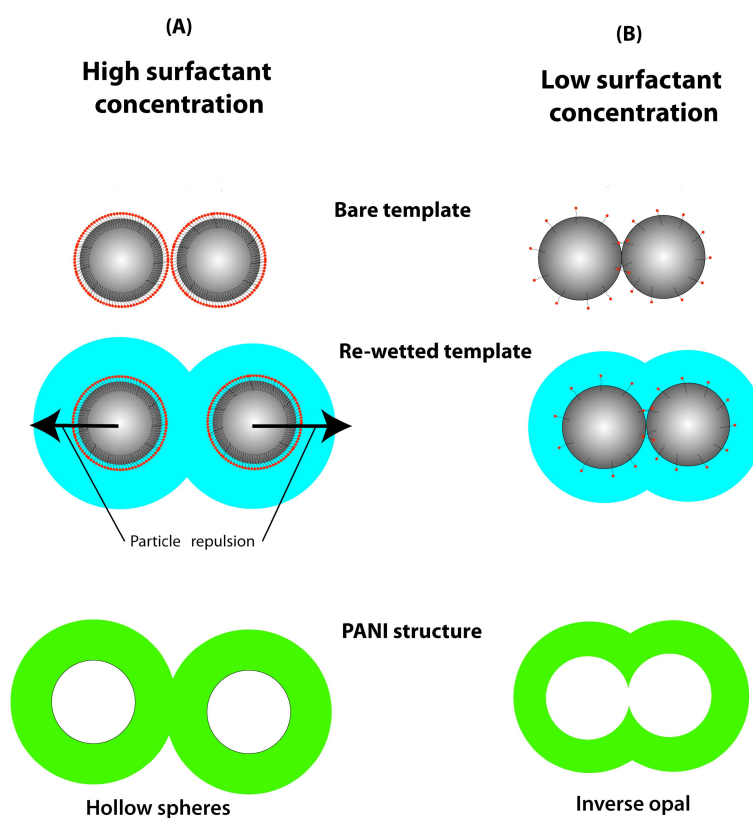 (A)
High surfactant
concentration
(B)
Low surfactant
concentration
Bare template
Re-wetted template
Particle repulsion
PANI structure
Hollow spheres
Inverse opal